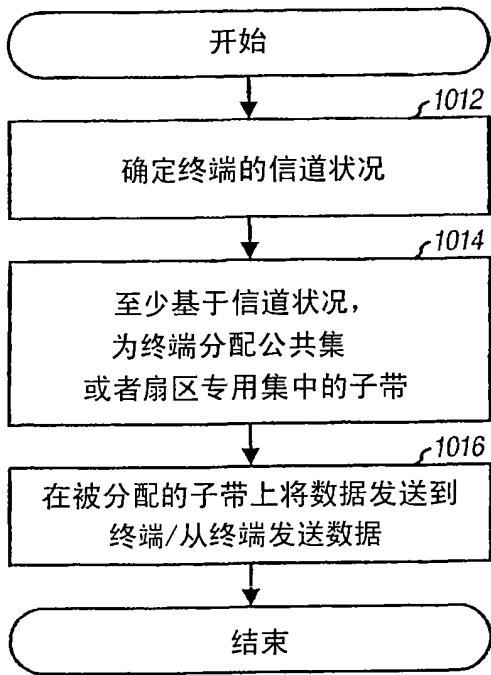 开始
1012
确定终端的信道状况
1014
至少基于信道状况，
为终端分配公共集
或者扇区专用集中的子带
1016
在被分配的子带上将数据发送到
终端/从终端发送数据
结束